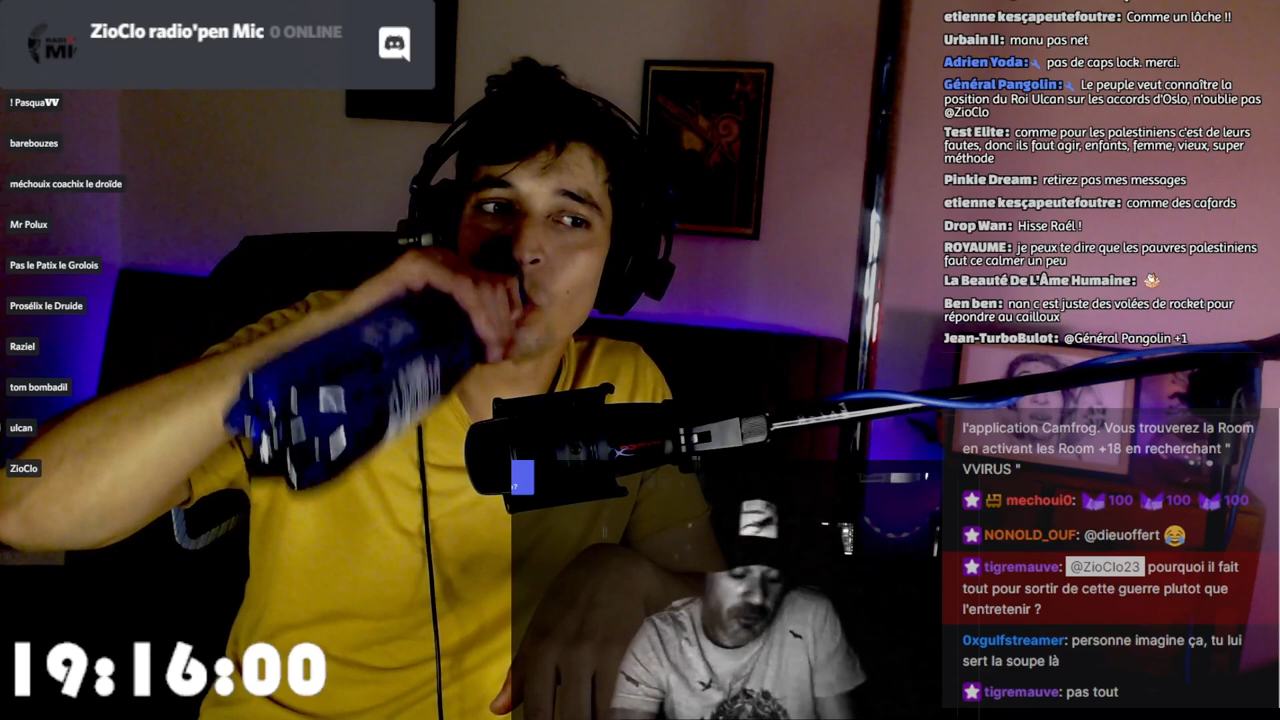 ZioClo radio'pen Mic 0 ONLINE
MI
! PasquaVV
barebouzes
méchouix coachix le droïde
Mr Polux
Pas le Patix le Grolois
Prosélix le Druide
Raziel
tom bombadil
ulcan
ZioClo
19:16:00
etienne kesçapeutefoutre: Comme un lâche !!
Urbain II: manu pas net
Adrien Yoda: pas de caps lock. merci.
Général Pangolin: Le peuple veut connaître la
position du Roi Ulcan sur les accords d'Oslo, n'oublie pas
@ZioClo
Test Elite: comme pour les palestiniens c'est de leurs
fautes, donc ils faut agir, enfants, femme, vieux, super
méthode
Pinkie Dream: retirez pas mes messages
etienne kesçapeutefoutre: comme des cafards
Drop Wan: Hisse Raél !
ROYAUME: je peux te dire que les pauvres palestiniens
faut ce calmer un peu
La Beauté De L'Âme Humaine:
Ben ben: nan c est juste des volées de rocket pour
répondre au cailloux
Jean-TurboBulot: @Général Pangolin +1
l'application Camfrog. Vous trouverez la Room
en activant les Room +18 en recherchant "
VVIRUS "
mechoui0: 100 100 100
NONOLD_OUF: @dieuoffert
tigremauve: @ZioClo23 pourquoi il fait
tout pour sortir de cette guerre plutot que
l'entretenir ?
0xgulfstreamer: personne imagine ça, tu lui
sert la soupe là
tigremauve: pas tout